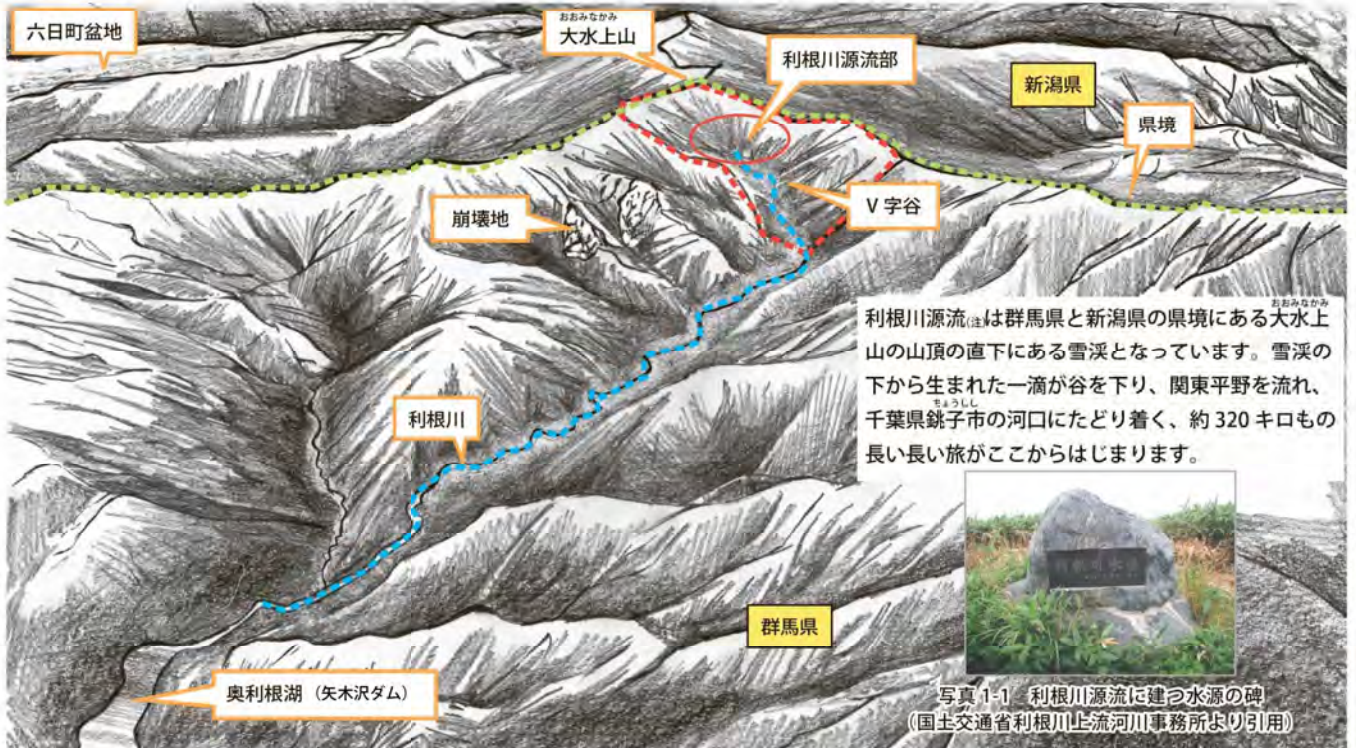 六日町盆地
おおみなかみ
大水上山
利根川源流部
新潟県
県境
V字谷
崩壊地
利根川
おおみなかみ
利根川源流(注)は群馬県と新潟県の県境にある大水上
山の山頂の直下にある雪渓となっています。雪渓の
下から生まれた一滴が谷を下り、関東平野を流れ、
ちょうしし
千葉県銚子市の河口にたどり着く、約320キロもの
長い長い旅がここからはじまります。
群馬県
奥利根湖(矢木沢ダム)
写真1-1 利根川源流に建つ水源の碑
(国土交通省利根川上流河川事務所より引用)